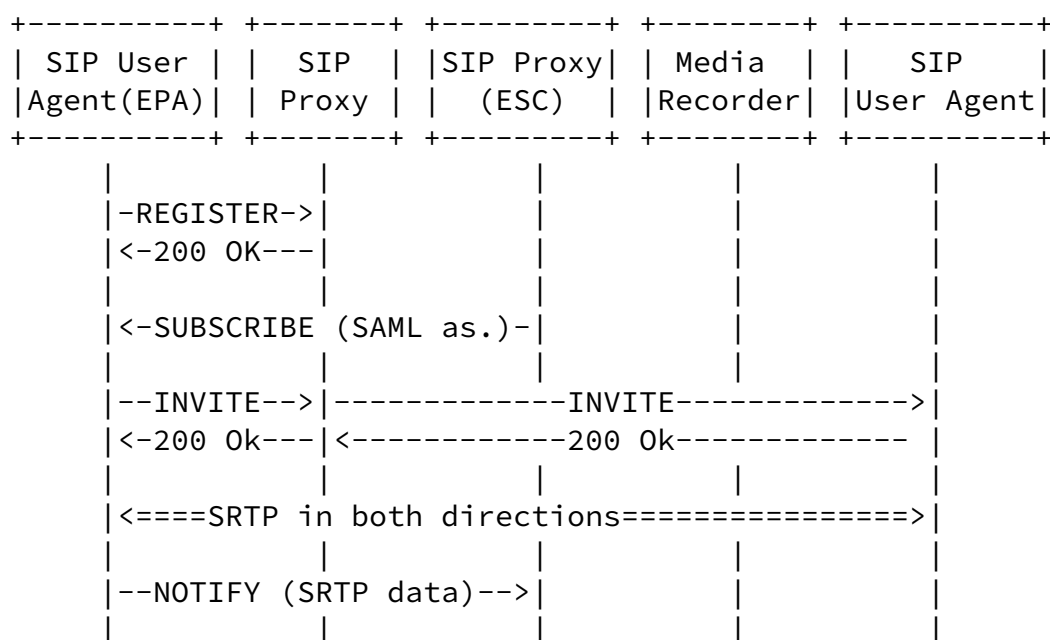 +----------+ +-------+ +---------+ +--------+ +----------+
| SIP User | |  SIP  | |SIP Proxy| | Media  | |   SIP    |
|Agent(EPA)| | Proxy | |  (ESC)  | |Recorder| |User Agent|
+----------+ +-------+ +---------+ +--------+ +----------+
     |           |           |          |          |
     |-REGISTER->|           |          |          |
     |<-200 OK---|           |          |          |
     |           |           |          |          |
     |<-SUBSCRIBE (SAML as.)-|          |          |
     |           |           |          |          |
     |--INVITE-->|-------------INVITE------------->|
     |<-200 Ok---|<------------200 Ok------------- |
     |           |           |          |          |
     |<====SRTP in both directions================>|
     |           |           |          |          |
     |--NOTIFY (SRTP data)-->|          |          |
     |           |           |          |          |